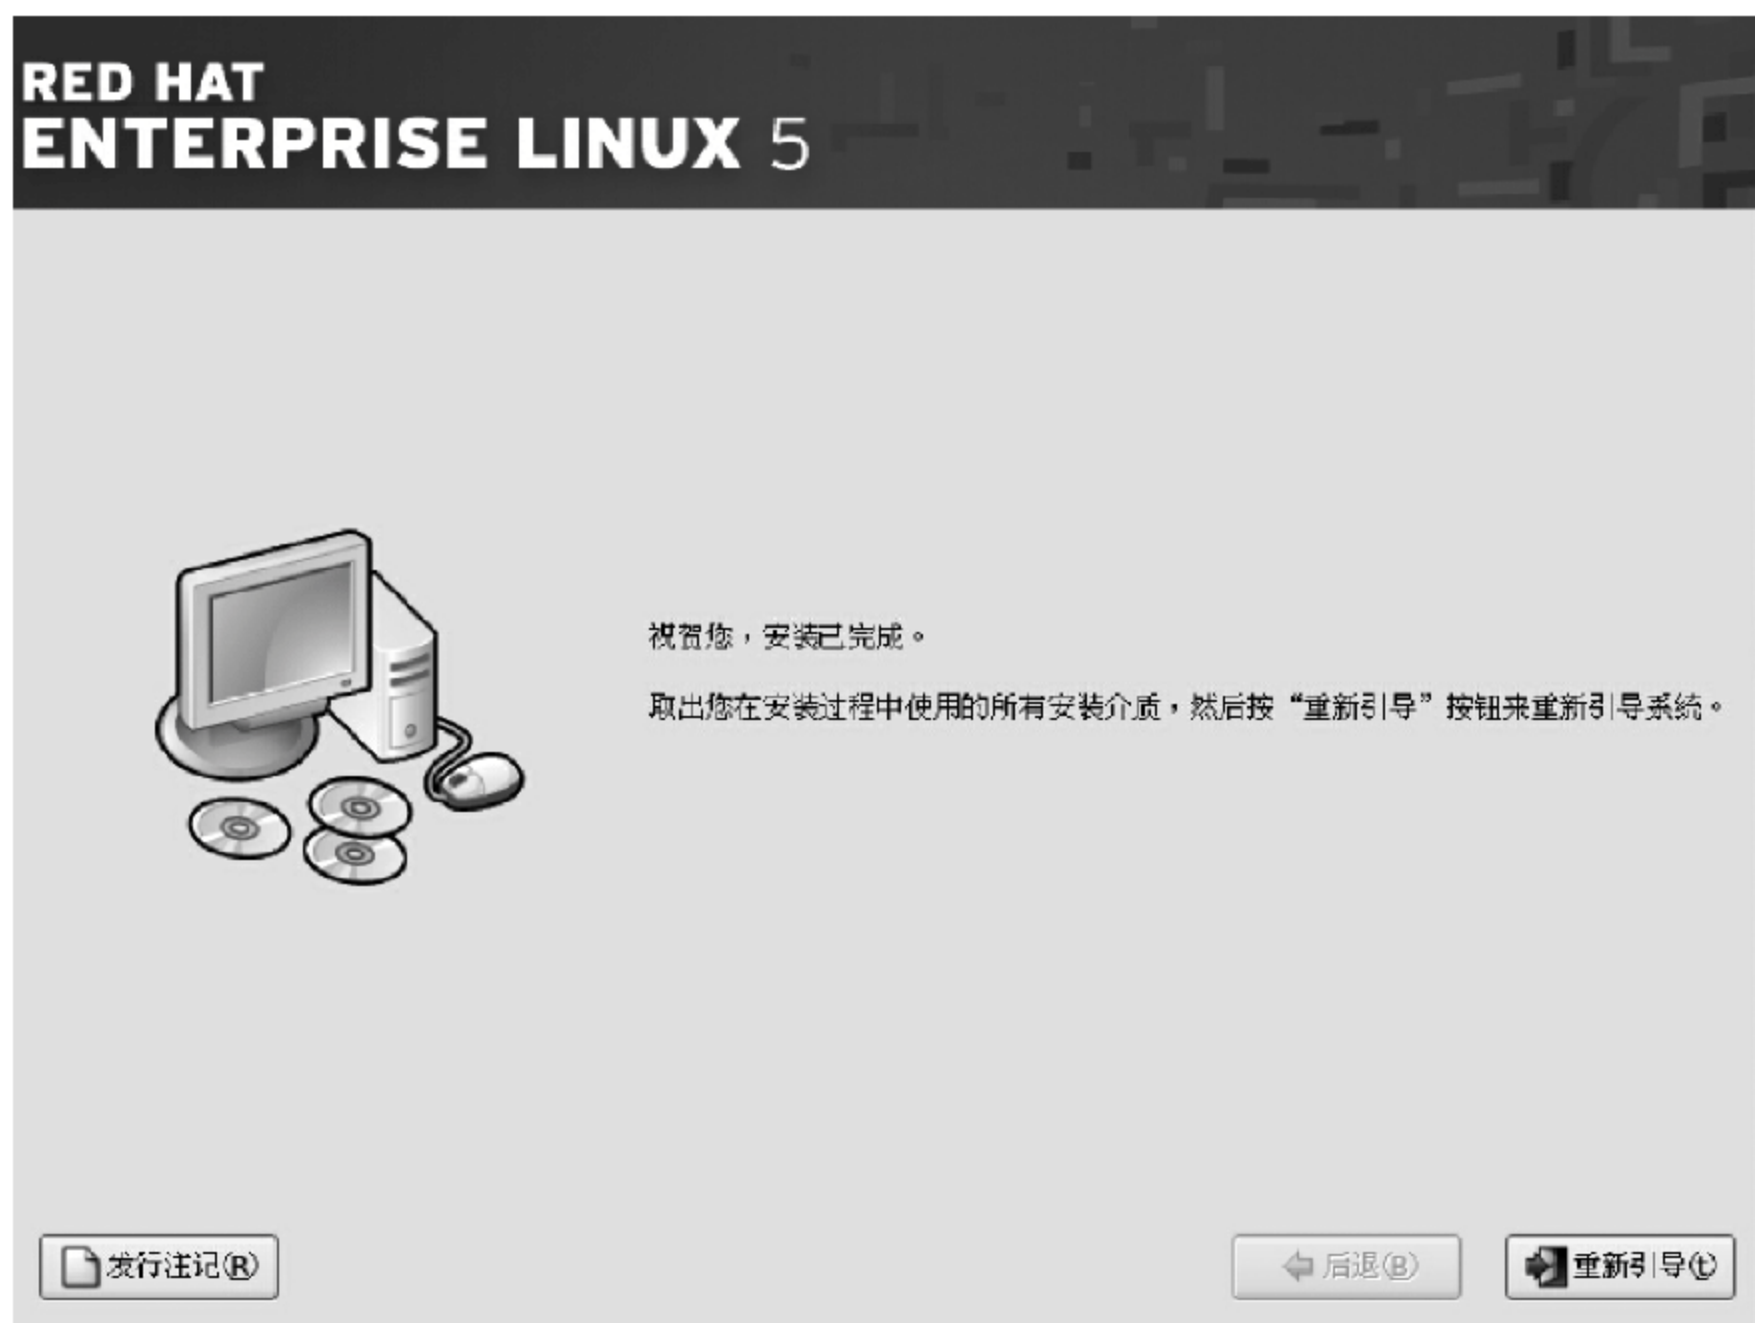 RED HAT
ENTERPRISE LINUX 5
祝贺您，安装已完成。
取出您在安装过程中使用的所有安装介质，然后按“重新引导”按钮来重新引导系统。
发行注记(R)
后退(B)
重新引导(t)